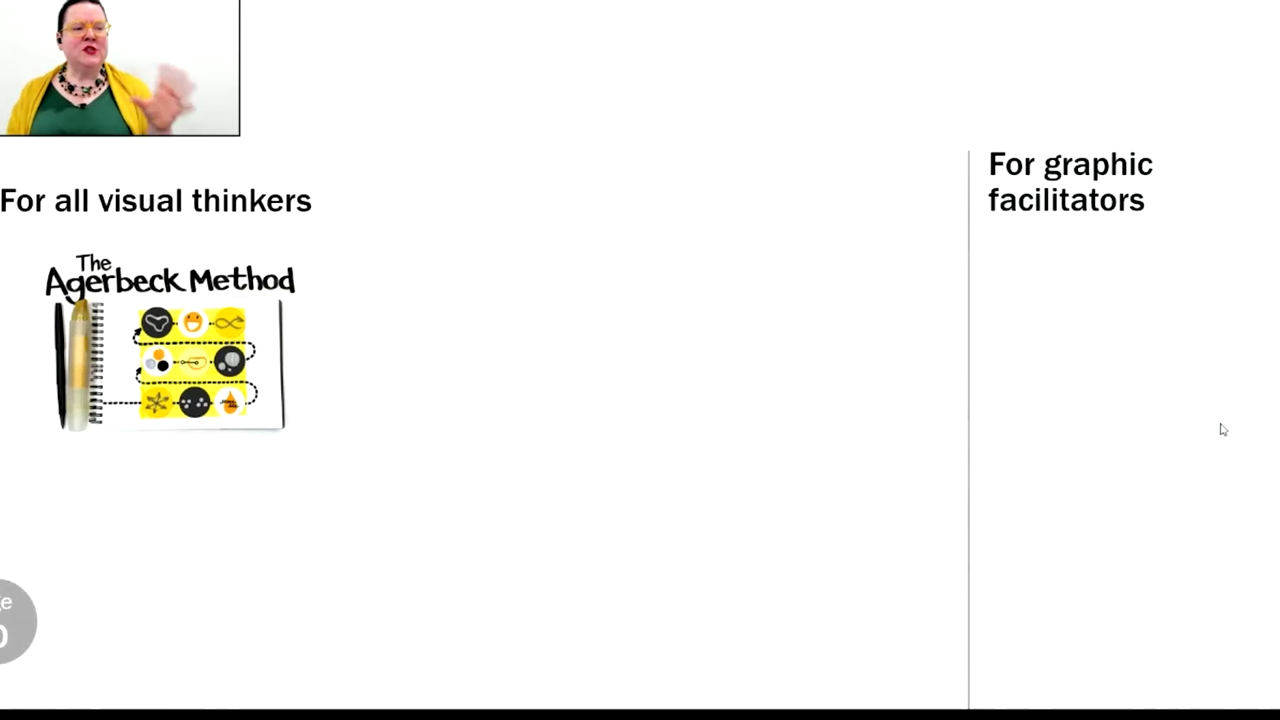 For all visual thinkers
The
Agerbeck Method
For graphic
facilitators